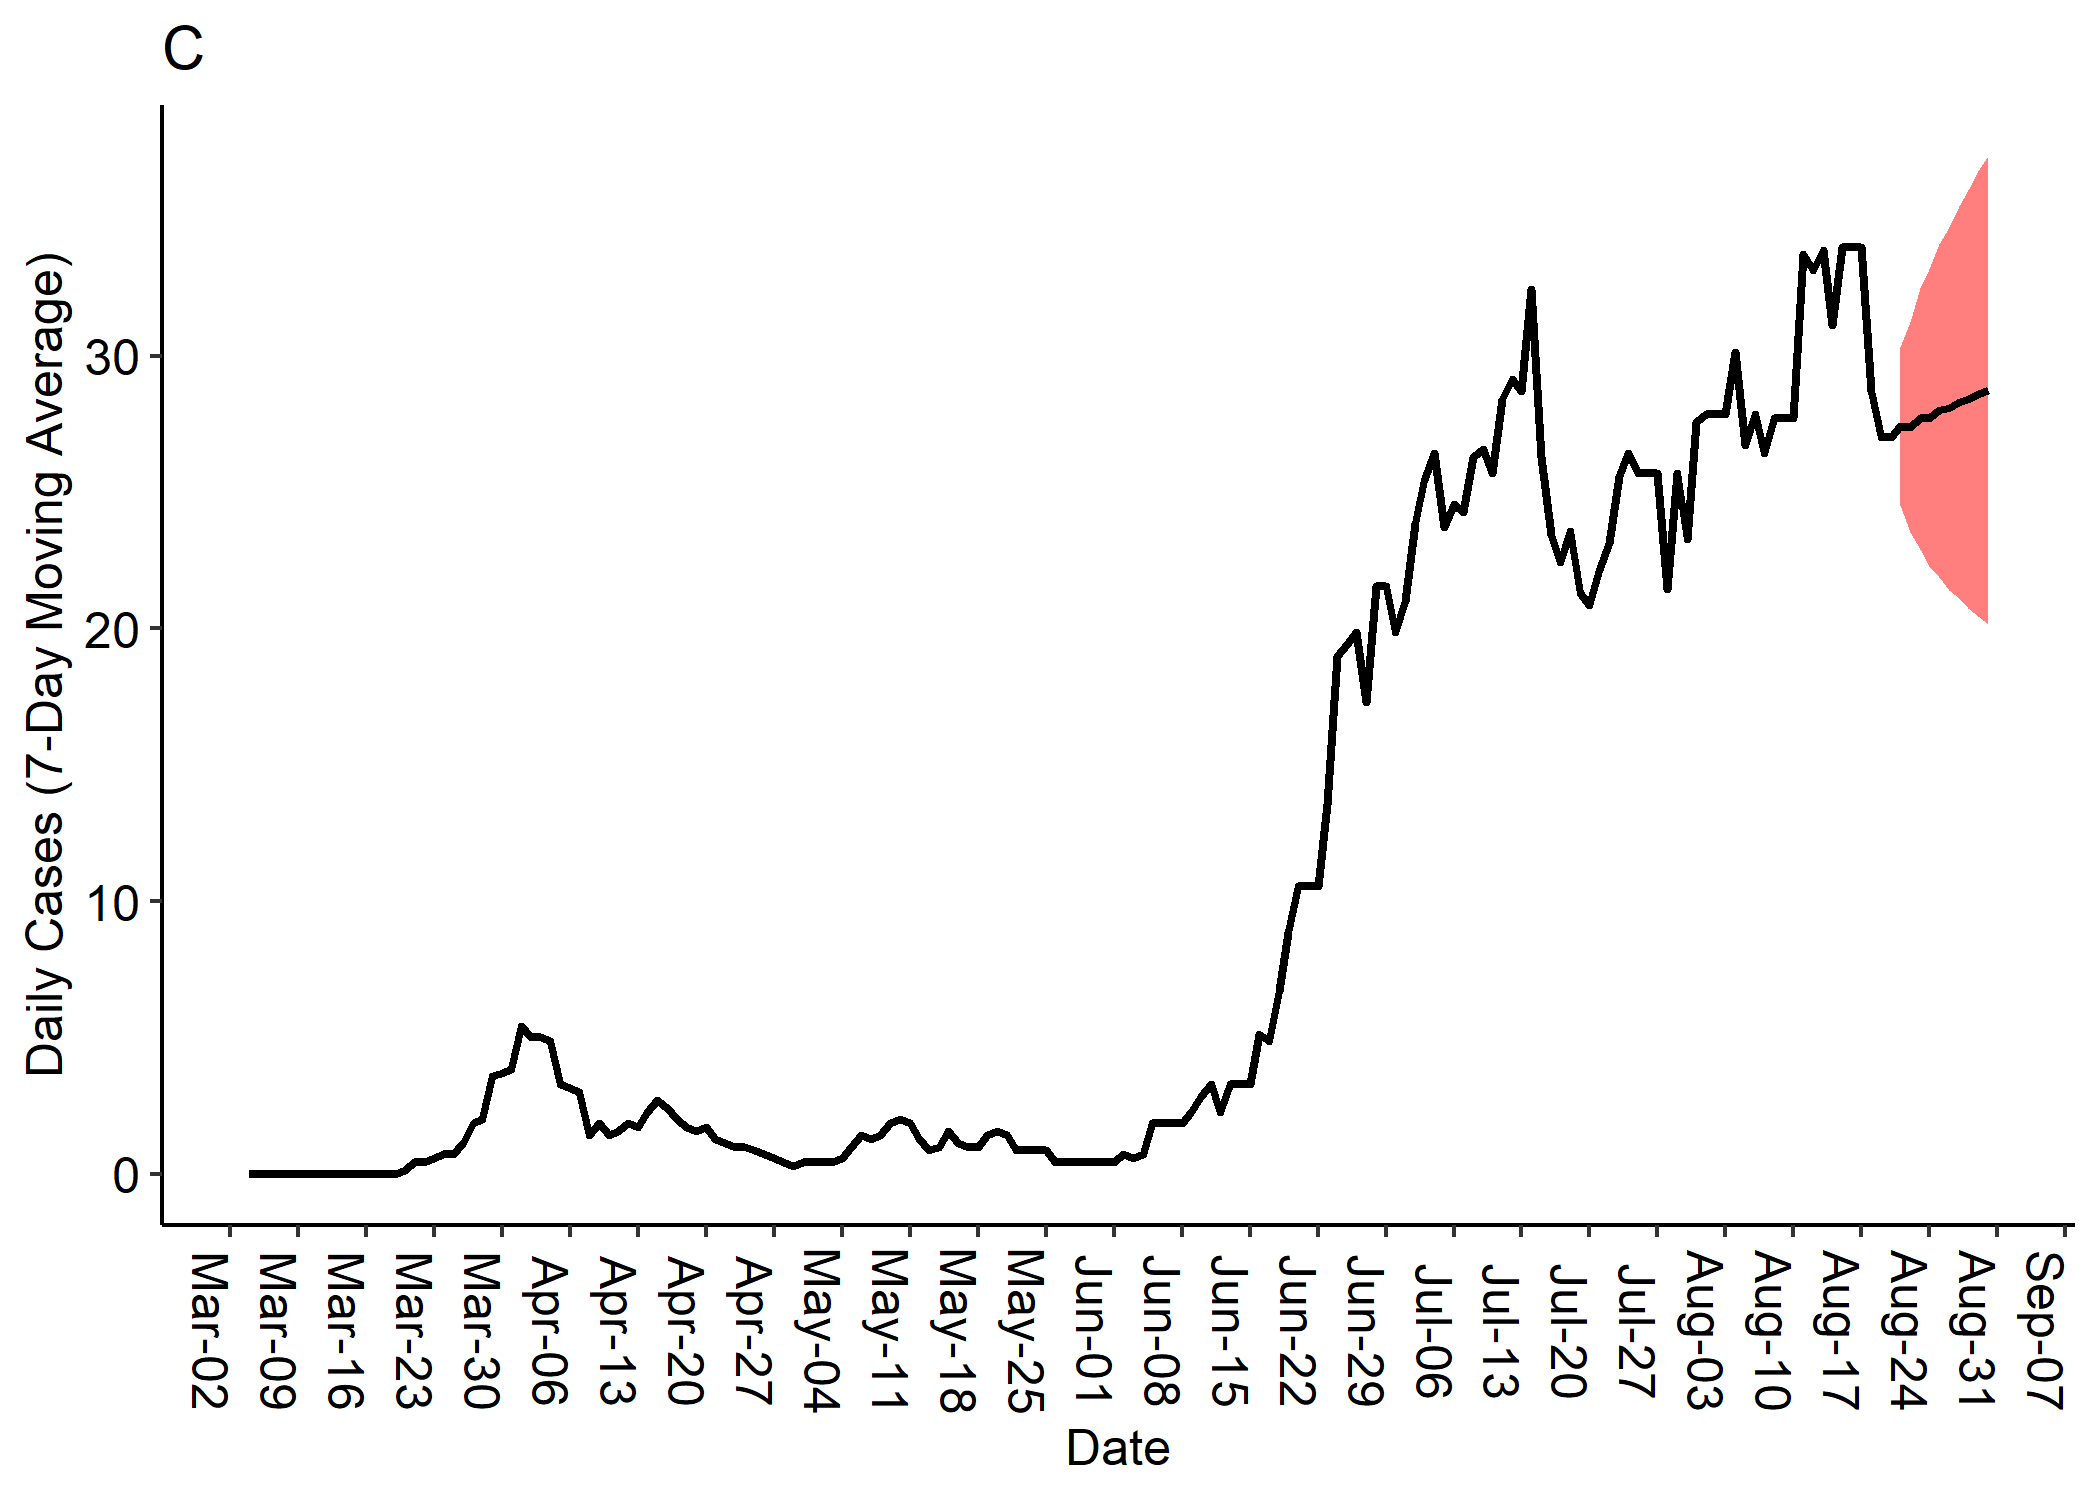 C
Daily Cases (7-Day Moving Average)
30
20
10
0
Mar-02
Mar-09
Mar-16
Mar-23
Mar-30
Apr-06
Apr-13
Apr-20
Apr-27
May-04
May-11
May-18
May-25
Jun-01
Jun-08
Jun-15
Jun-22
Jun-29
Jul-06
Jul-13
Jul-20
Jul-27
Aug-03
Aug-10
Aug-17
Aug-24
Aug-31
Sep-07
Date